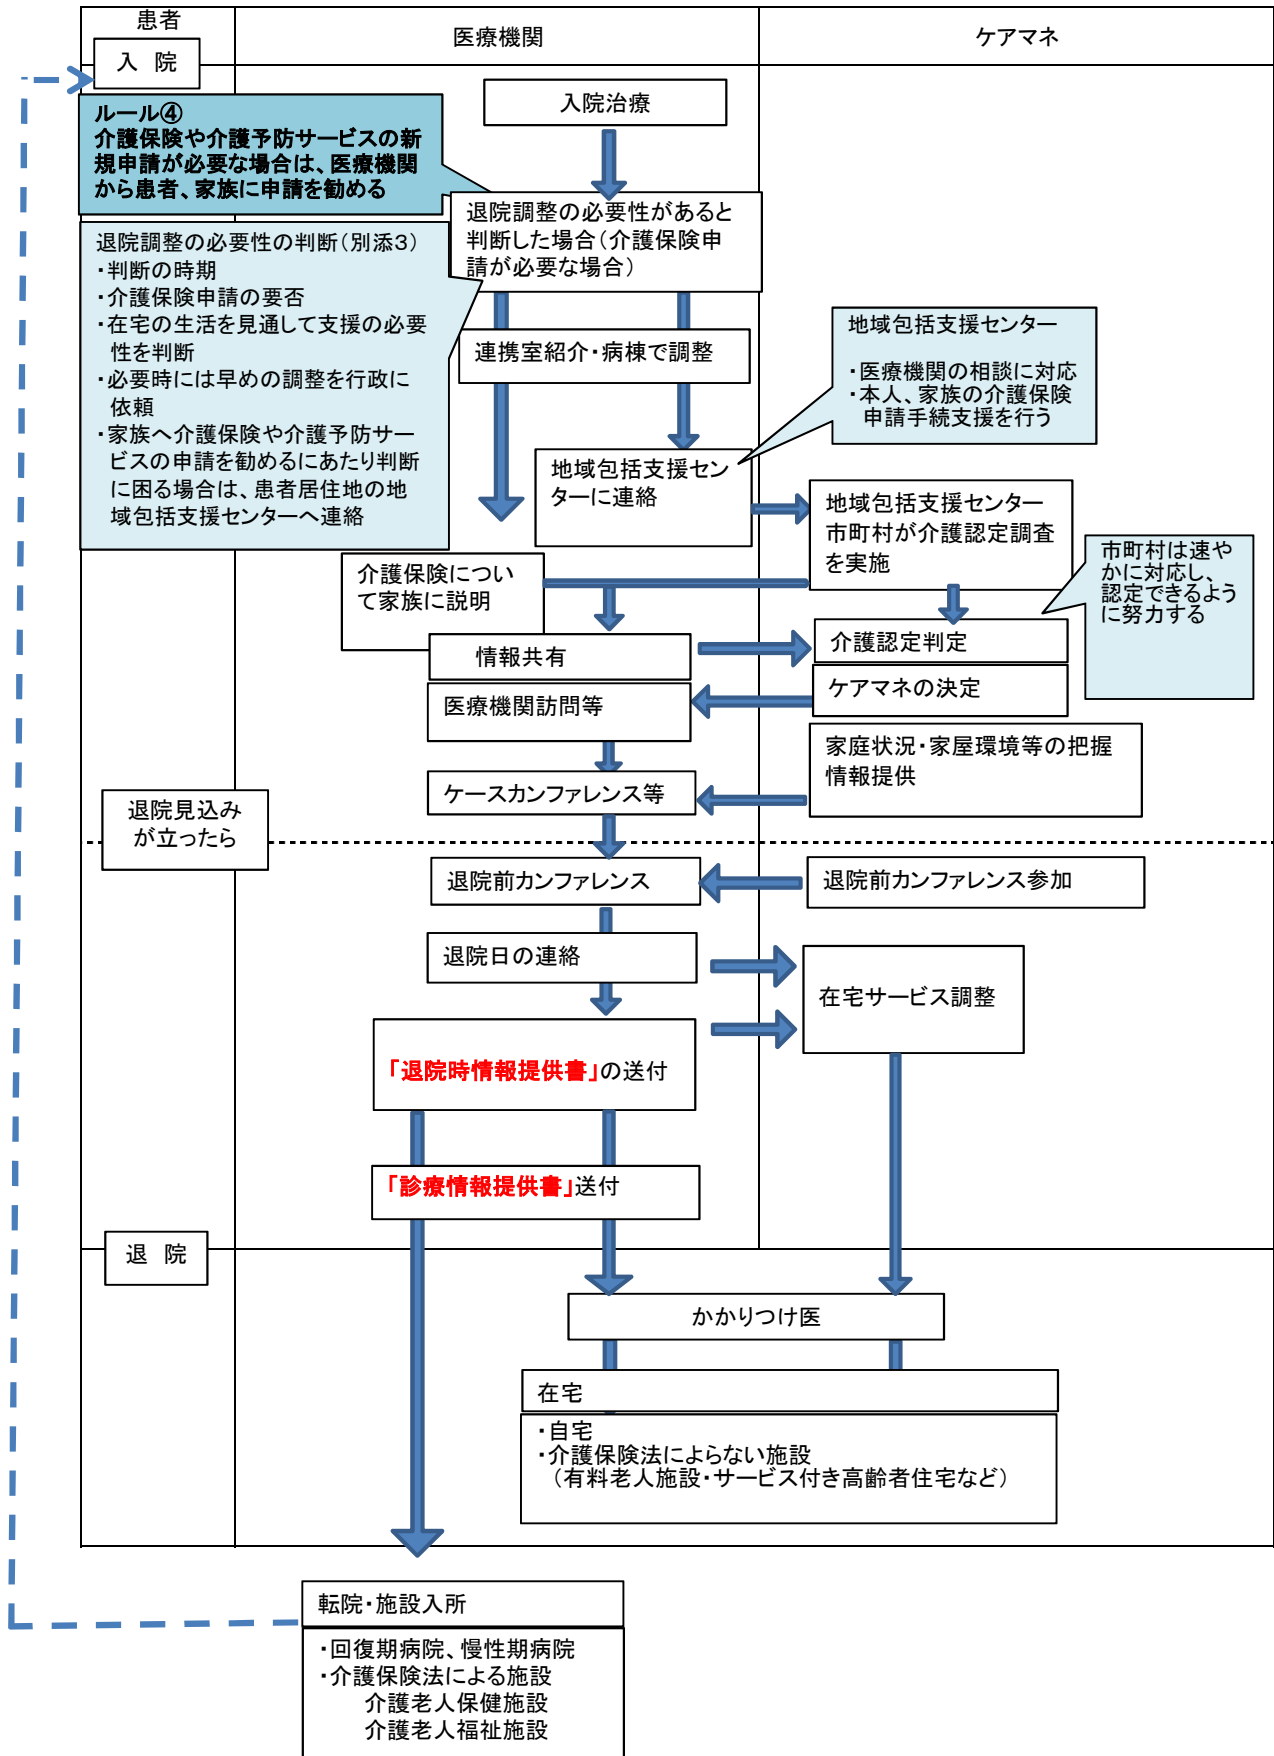 患者
医療機関
ケアマネ
入 院
入院治療
ルール④
介護保険や介護予防サービスの新
規申請が必要な場合は、医療機関
から患者、家族に申請を勧める
退院調整の必要性があると
判断した場合(介護保険申
請が必要な場合)
退院調整の必要性の判断(別添3)
・判断の時期
・介護保険申請の要否
・在宅の生活を見通して支援の必要
性を判断
・必要時には早めの調整を行政に
依頼
・家族へ介護保険や介護予防サー
ビスの申請を勧めるにあたり判断
に困る場合は、患者居住地の地
域包括支援センターへ連絡
連携室紹介・病棟で調整
地域包括支援センター
・医療機関の相談に対応
・本人、家族の介護保険
申請手続支援を行う
地域包括支援セン
ターに連絡
地域包括支援センター
市町村が介護認定調査
を実施
市町村は速や
かに対応し、
認定できるよう
に努力する
介護保険につい
て家族に説明
情報共有
介護認定判定
ケアマネの決定
医療機関訪問等
家庭状況・家屋環境等の把握
情報提供
ケースカンファレンス等
退院見込み
が立ったら
退院前カンファレンス
退院前カンファレンス参加
退院日の連絡
在宅サービス調整
「退院時情報提供書」の送付
「診療情報提供書」送付
退 院
かかりつけ医
在宅
・自宅
・介護保険法によらない施設
(有料老人施設・サービス付き高齢者住宅など)
転院・施設入所
・回復期病院、慢性期病院
・介護保険法による施設
介護老人保健施設
介護老人福祉施設